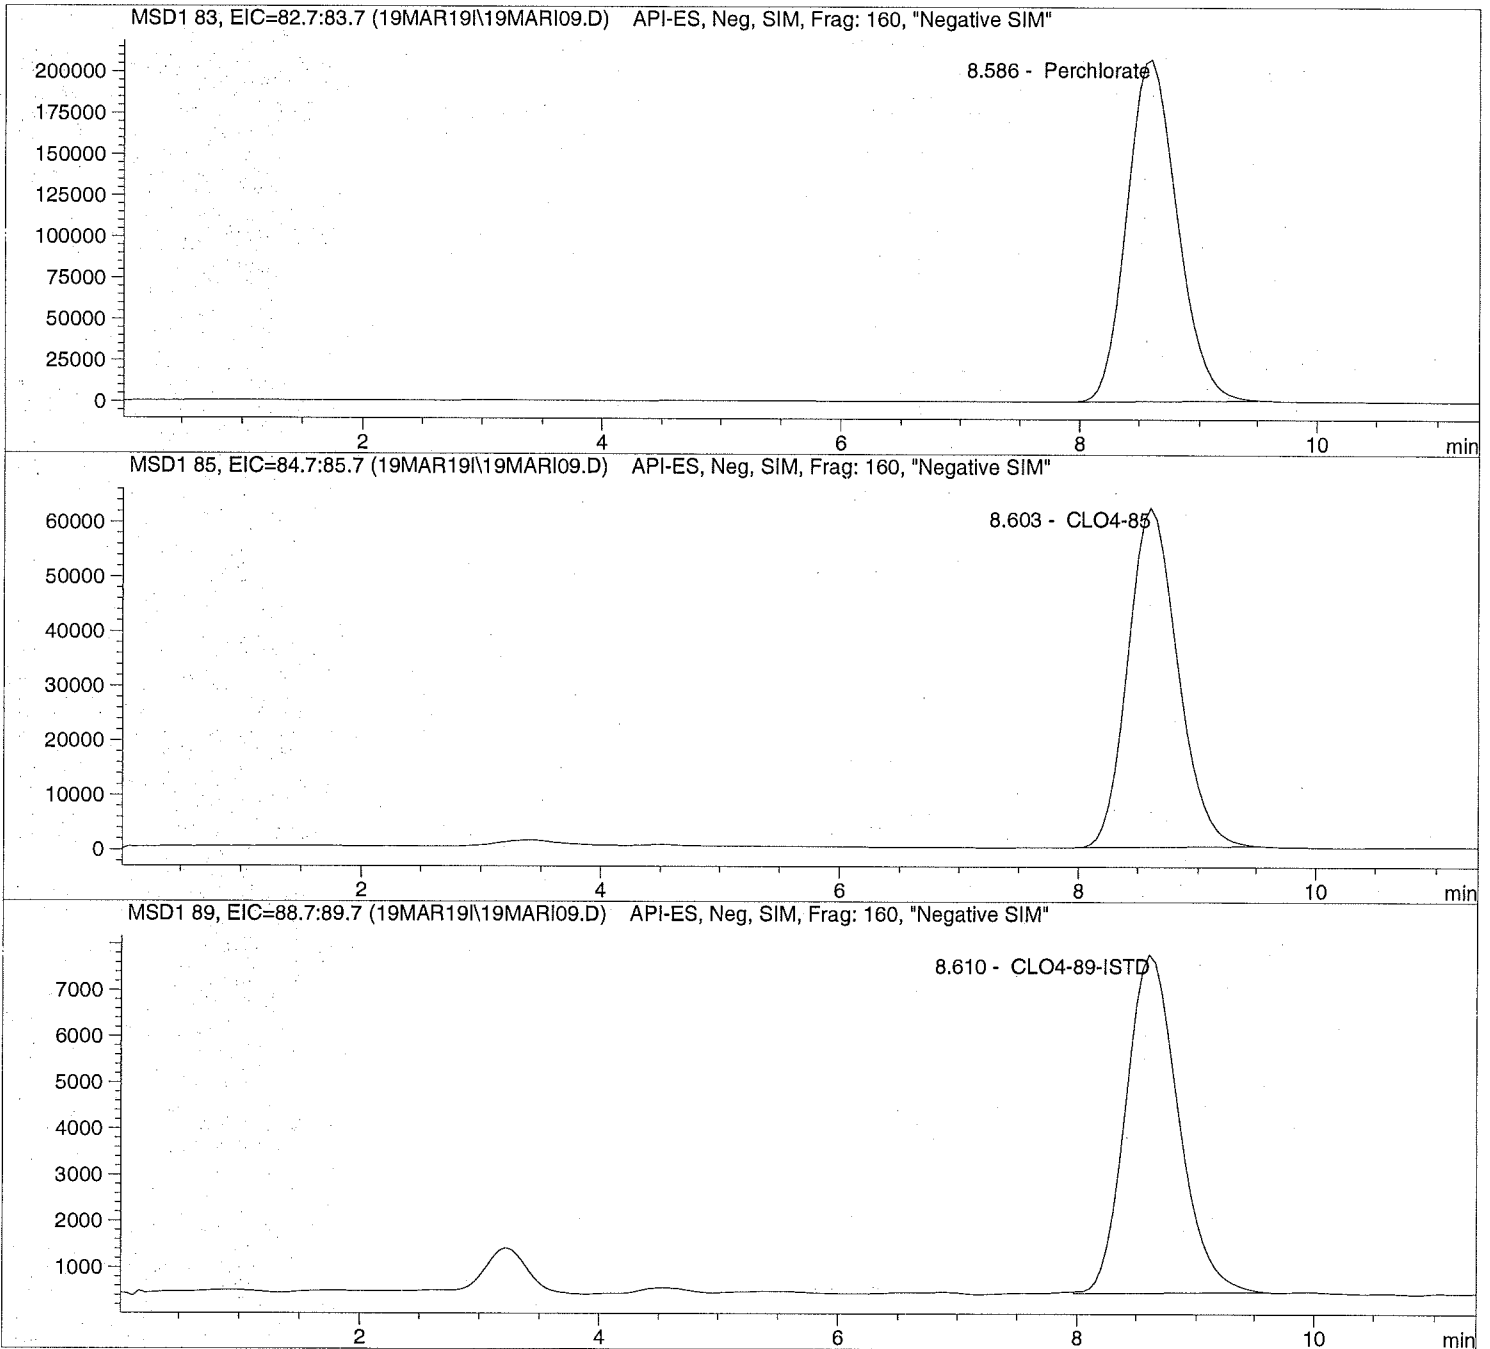 MSD1 83, EIC=82.7:83.7 (19MAR19I\19MARI09.D) API-ES, Neg, SIM, Frag: 160, "Negative SIM"
8.586 - Perchlorate
200000
175000
150000
125000
100000
75000
50000
25000
0
2 4 6 8 10 min
MSD1 85, EIC=84.7:85.7 (19MAR19I\19MARI09.D) API-ES, Neg, SIM, Frag: 160, "Negative SIM"
8.603 - CLO4-85
60000
50000
40000
30000
20000
10000
0
2 4 6 8 10 min
MSD1 89, EIC=88.7:89.7 (19MAR19I\19MARI09.D) API-ES, Neg, SIM, Frag: 160, "Negative SIM"
8.610 - CLO4-89-ISTD
7000
6000
5000
4000
3000
2000
1000
2 4 6 8 10 min